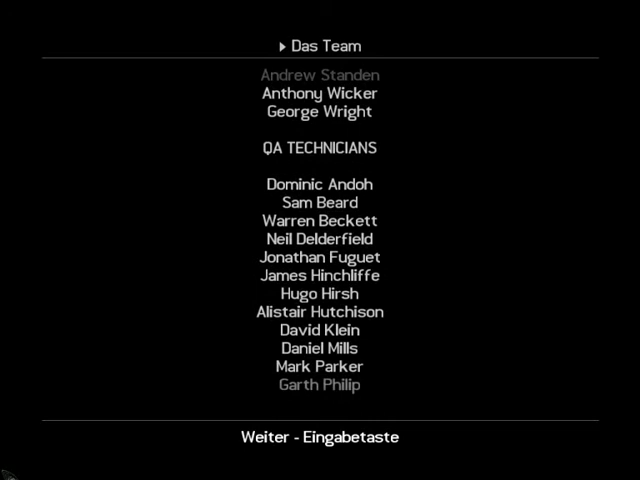 Das Team
Andrew Standen
Anthony Wicker
George Wright
QA TECHNICIANS
Dominic Andoh
Sam Beard
Warren Beckett
Neil Delderfield
Jonathan Fuguet
James Hinchliffe
Hugo Hirsh
Alistair Hutchison
David Klein
Daniel Mills
Mark Parker
Garth Philip
Weiter - Eingabetaste